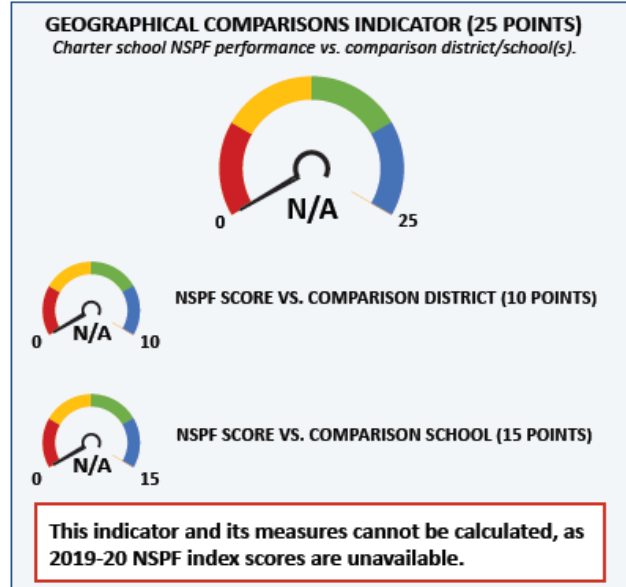 GEOGRAPHICAL COMPARISONS INDICATOR (25 POINTS)
Charter school NSPF performance vs. comparison district/school(s).
N/A
0
25
NSPF SCORE VS. COMPARISON DISTRICT (10 POINTS)
N/A
0
10
NSPF SCORE VS. COMPARISON SCHOOL (15 POINTS)
N/A
0
15
This indicator and its measures cannot be calculated, as
2019-20 NSPF index scores are unavailable.